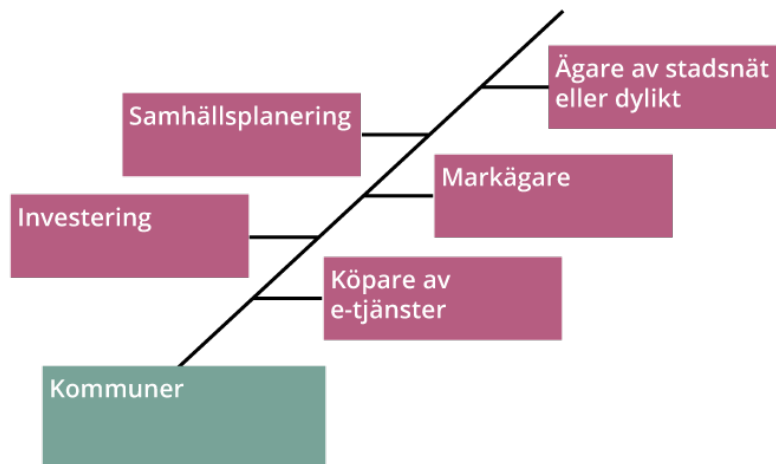 Ägare av stadsnät
eller dylikt
Samhällsplanering
Markägare
Investering
Köpare av
e-tjänster
Kommuner